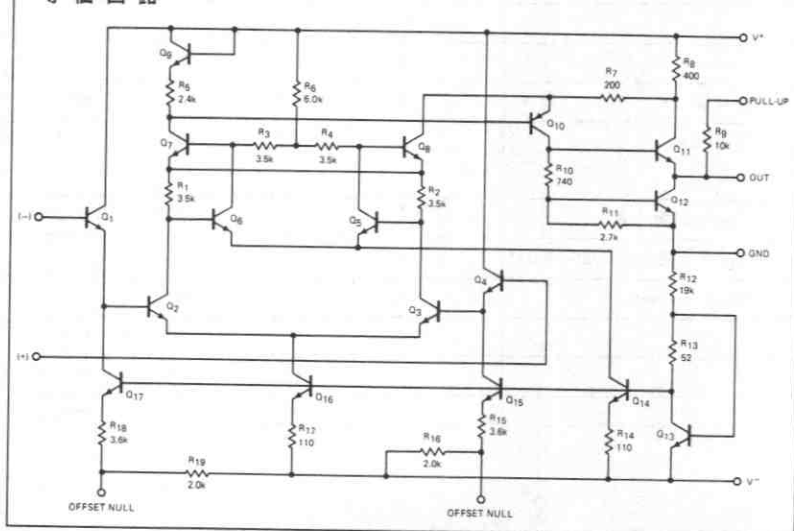 V+
Q9
R5
2.4k
R6
6.0k
R7
200
R8
400
PULL-UP
R9
10k
Q7
R3
3.5k
R4
3.5k
Q8
Q10
Q11
R10
740
OUT
R1
3.5k
R2
3.5k
Q12
(−)
Q1
Q6
Q5
R11
2.7k
GND
Q4
R12
19k
Q2
Q3
R13
52
(+)
Q17
Q16
Q15
Q14
Q13
R18
3.6k
R17
110
R15
3.6k
R14
110
R16
2.0k
R19
2.0k
V−
OFFSET NULL
OFFSET NULL